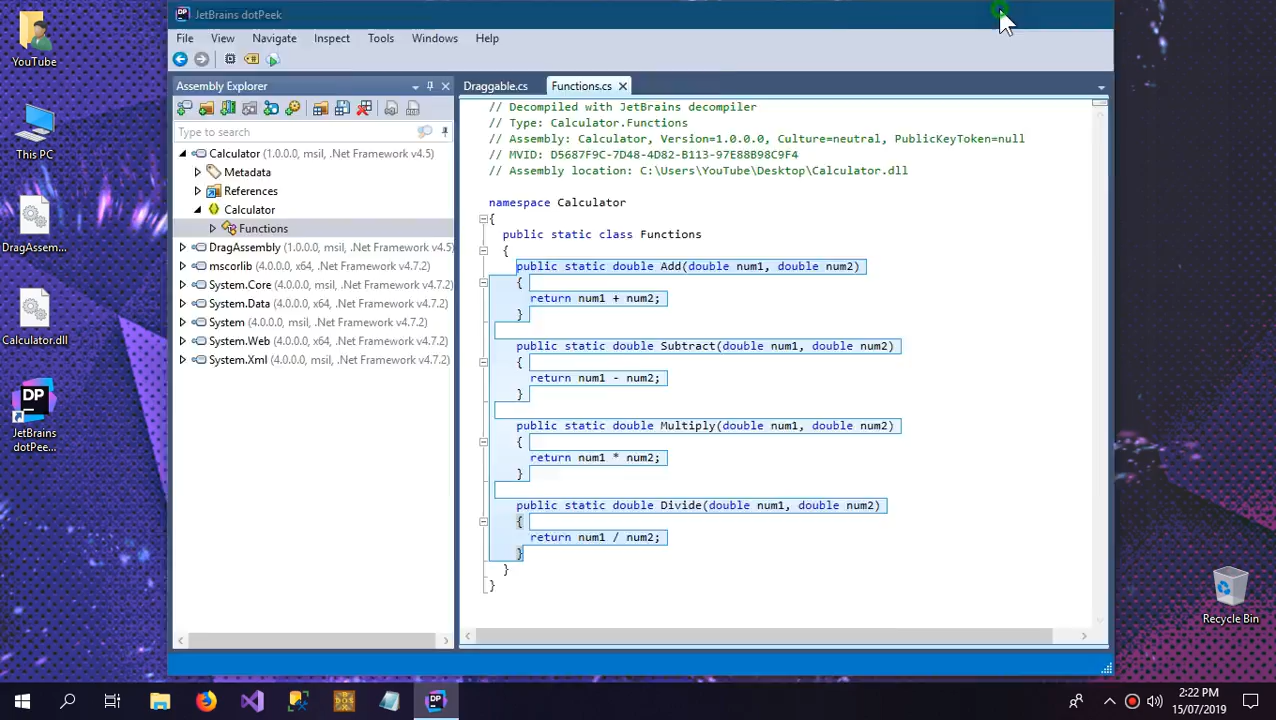 JetBrains dotPeek
File View Navigate Inspect Tools Windows Help
Assembly Explorer
Type to search
Calculator (1.0.0.0, msil, .Net Framework v4.5)
Metadata
References
Calculator
Functions
DragAssembly (1.0.0.0, msil, .Net Framework v4.5)
mscorlib (4.0.0.0, x64, .Net Framework v4.7.2)
System.Core (4.0.0.0, msil, .Net Framework v4.7.2)
System.Data (4.0.0.0, x64, .Net Framework v4.7.2)
System (4.0.0.0, msil, .Net Framework v4.7.2)
System.Web (4.0.0.0, x64, .Net Framework v4.7.2)
System.Xml (4.0.0.0, msil, .Net Framework v4.7.2)
Draggable.cs Functions.cs
// Decompiled with JetBrains decompiler
// Type: Calculator.Functions
// Assembly: Calculator, Version=1.0.0.0, Culture=neutral, PublicKeyToken=null
// MVID: D5687F9C-7D48-4D82-B113-97E88B98C9F4
// Assembly location: C:\Users\YouTube\Desktop\Calculator.dll
namespace Calculator
{
public static class Functions
{
public static double Add(double num1, double num2)
{
return num1 + num2;
}
public static double Subtract(double num1, double num2)
{
return num1 - num2;
}
public static double Multiply(double num1, double num2)
{
return num1 * num2;
}
public static double Divide(double num1, double num2)
{
return num1 / num2;
}
}
}
YouTube
This PC
DragAssem...
Calculator.dll
DP
JetBrains
dotPee...
Recycle Bin
DOS
DP
2:22 PM
15/07/2019